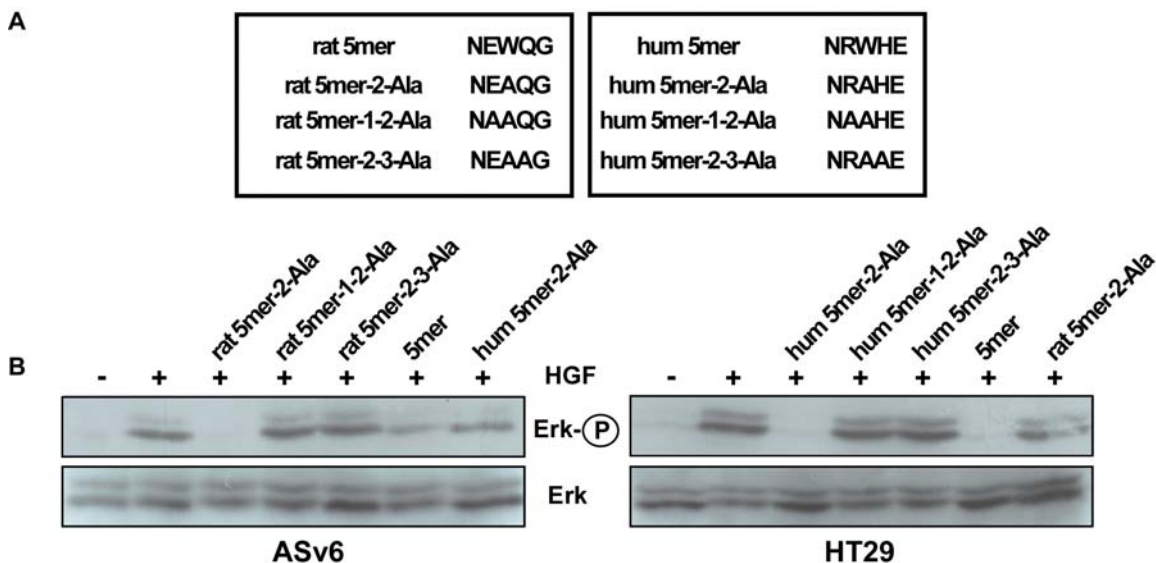 A
rat 5mer NEWQG
rat 5mer-2-Ala NEAQG
rat 5mer-1-2-Ala NAAQG
rat 5mer-2-3-Ala NEAAG
hum 5mer NRWHE
hum 5mer-2-Ala NRAHE
hum 5mer-1-2-Ala NAAHE
hum 5mer-2-3-Ala NRAAE
B
rat 5mer-2-Ala
rat 5mer-1-2-Ala
rat 5mer-2-3-Ala
5mer
hum 5mer-2-Ala
hum 5mer-2-Ala
hum 5mer-1-2-Ala
hum 5mer-2-3-Ala
5mer
rat 5mer-2-Ala
- + + + + + + HGF - + + + + + +
Erk-P
Erk
ASv6 HT29